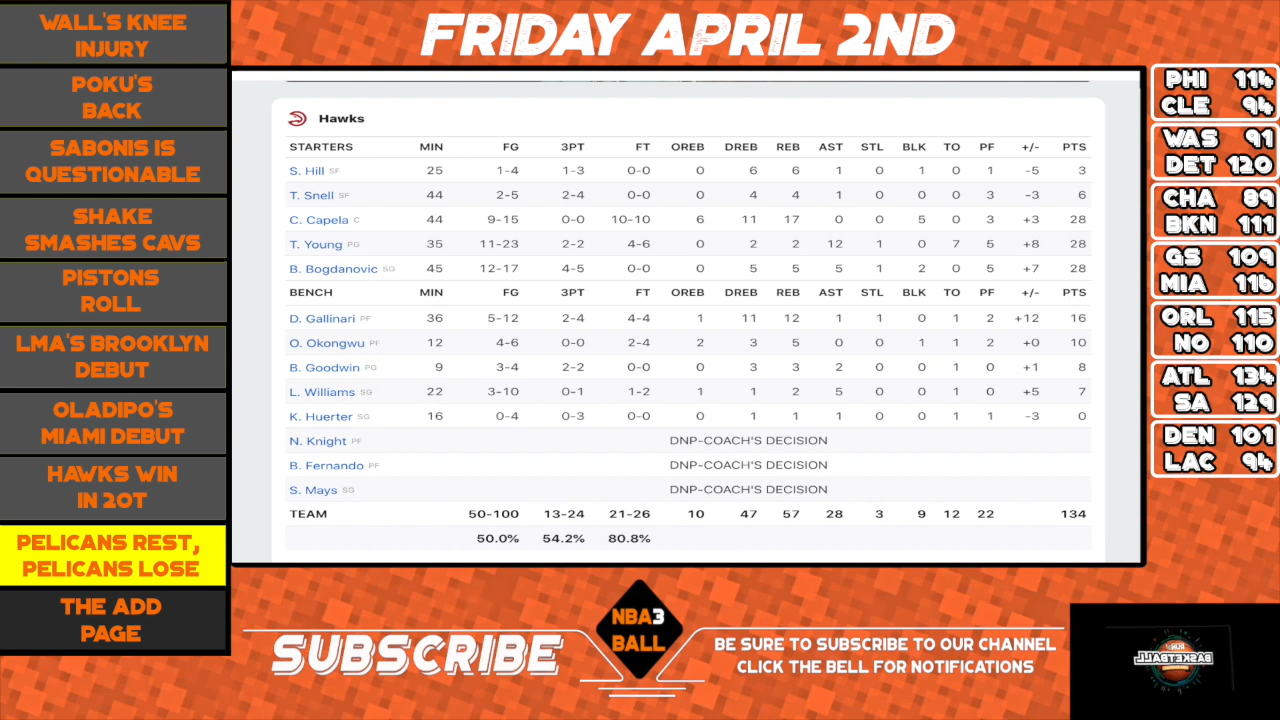 WALL'S KNEE
INJURY
POKU'S
BACK
SABONIS IS
QUESTIONABLE
SHAKE
SMASHES CAVS
PISTONS
ROLL
LMA'S BROOKLYN
DEBUT
OLADIPO'S
MIAMI DEBUT
HAWKS WIN
IN 2OT
PELICANS REST,
PELICANS LOSE
THE ADD
PAGE
FRIDAY APRIL 2ND
Hawks
STARTERS MIN FG 3PT FT OREB DREB REB AST STL BLK TO PF +/- PTS
S. Hill SF 25 1-4 1-3 0-0 0 6 6 1 0 1 0 1 -5 3
T. Snell SF 44 2-5 2-4 0-0 0 4 4 1 0 0 0 3 -3 6
C. Capela C 44 9-15 0-0 10-10 6 11 17 0 0 5 0 3 +3 28
T. Young PG 35 11-23 2-2 4-6 0 2 2 12 1 0 7 5 +8 28
B. Bogdanovic SG 45 12-17 4-5 0-0 0 5 5 5 1 2 0 5 +7 28
BENCH MIN FG 3PT FT OREB DREB REB AST STL BLK TO PF +/- PTS
D. Gallinari PF 36 5-12 2-4 4-4 1 11 12 1 1 0 1 2 +12 16
O. Okongwu PF 12 4-6 0-0 2-4 2 3 5 0 0 1 1 2 +0 10
B. Goodwin PG 9 3-4 2-2 0-0 0 3 3 2 0 0 1 0 +1 8
L. Williams SG 22 3-10 0-1 1-2 1 1 2 5 0 0 1 0 +5 7
K. Huerter SG 16 0-4 0-3 0-0 0 1 1 1 0 0 1 1 -3 0
N. Knight PF DNP-COACH'S DECISION
B. Fernando PF DNP-COACH'S DECISION
S. Mays SG DNP-COACH'S DECISION
TEAM 50-100 13-24 21-26 10 47 57 28 3 9 12 22 134
50.0% 54.2% 80.8%
PHI 114
CLE 94
WAS 91
DET 120
CHA 89
BKN 111
GS 109
MIA 116
ORL 115
NO 110
ATL 134
SA 129
DEN 101
LAC 94
SUBSCRIBE
NBA3
BALL
BE SURE TO SUBSCRIBE TO OUR CHANNEL
CLICK THE BELL FOR NOTIFICATIONS
BASKETBALL